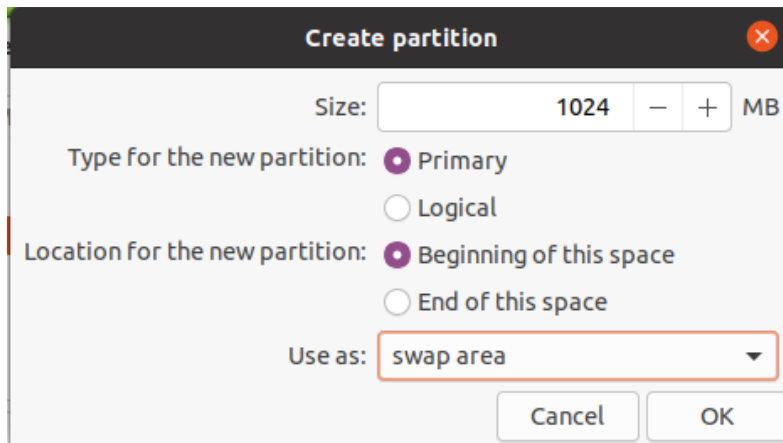 Create partition
Size: 1024 — + MB
Type for the new partition: Primary
Logical
Location for the new partition: Beginning of this space
End of this space
Use as: swap area
Cancel OK